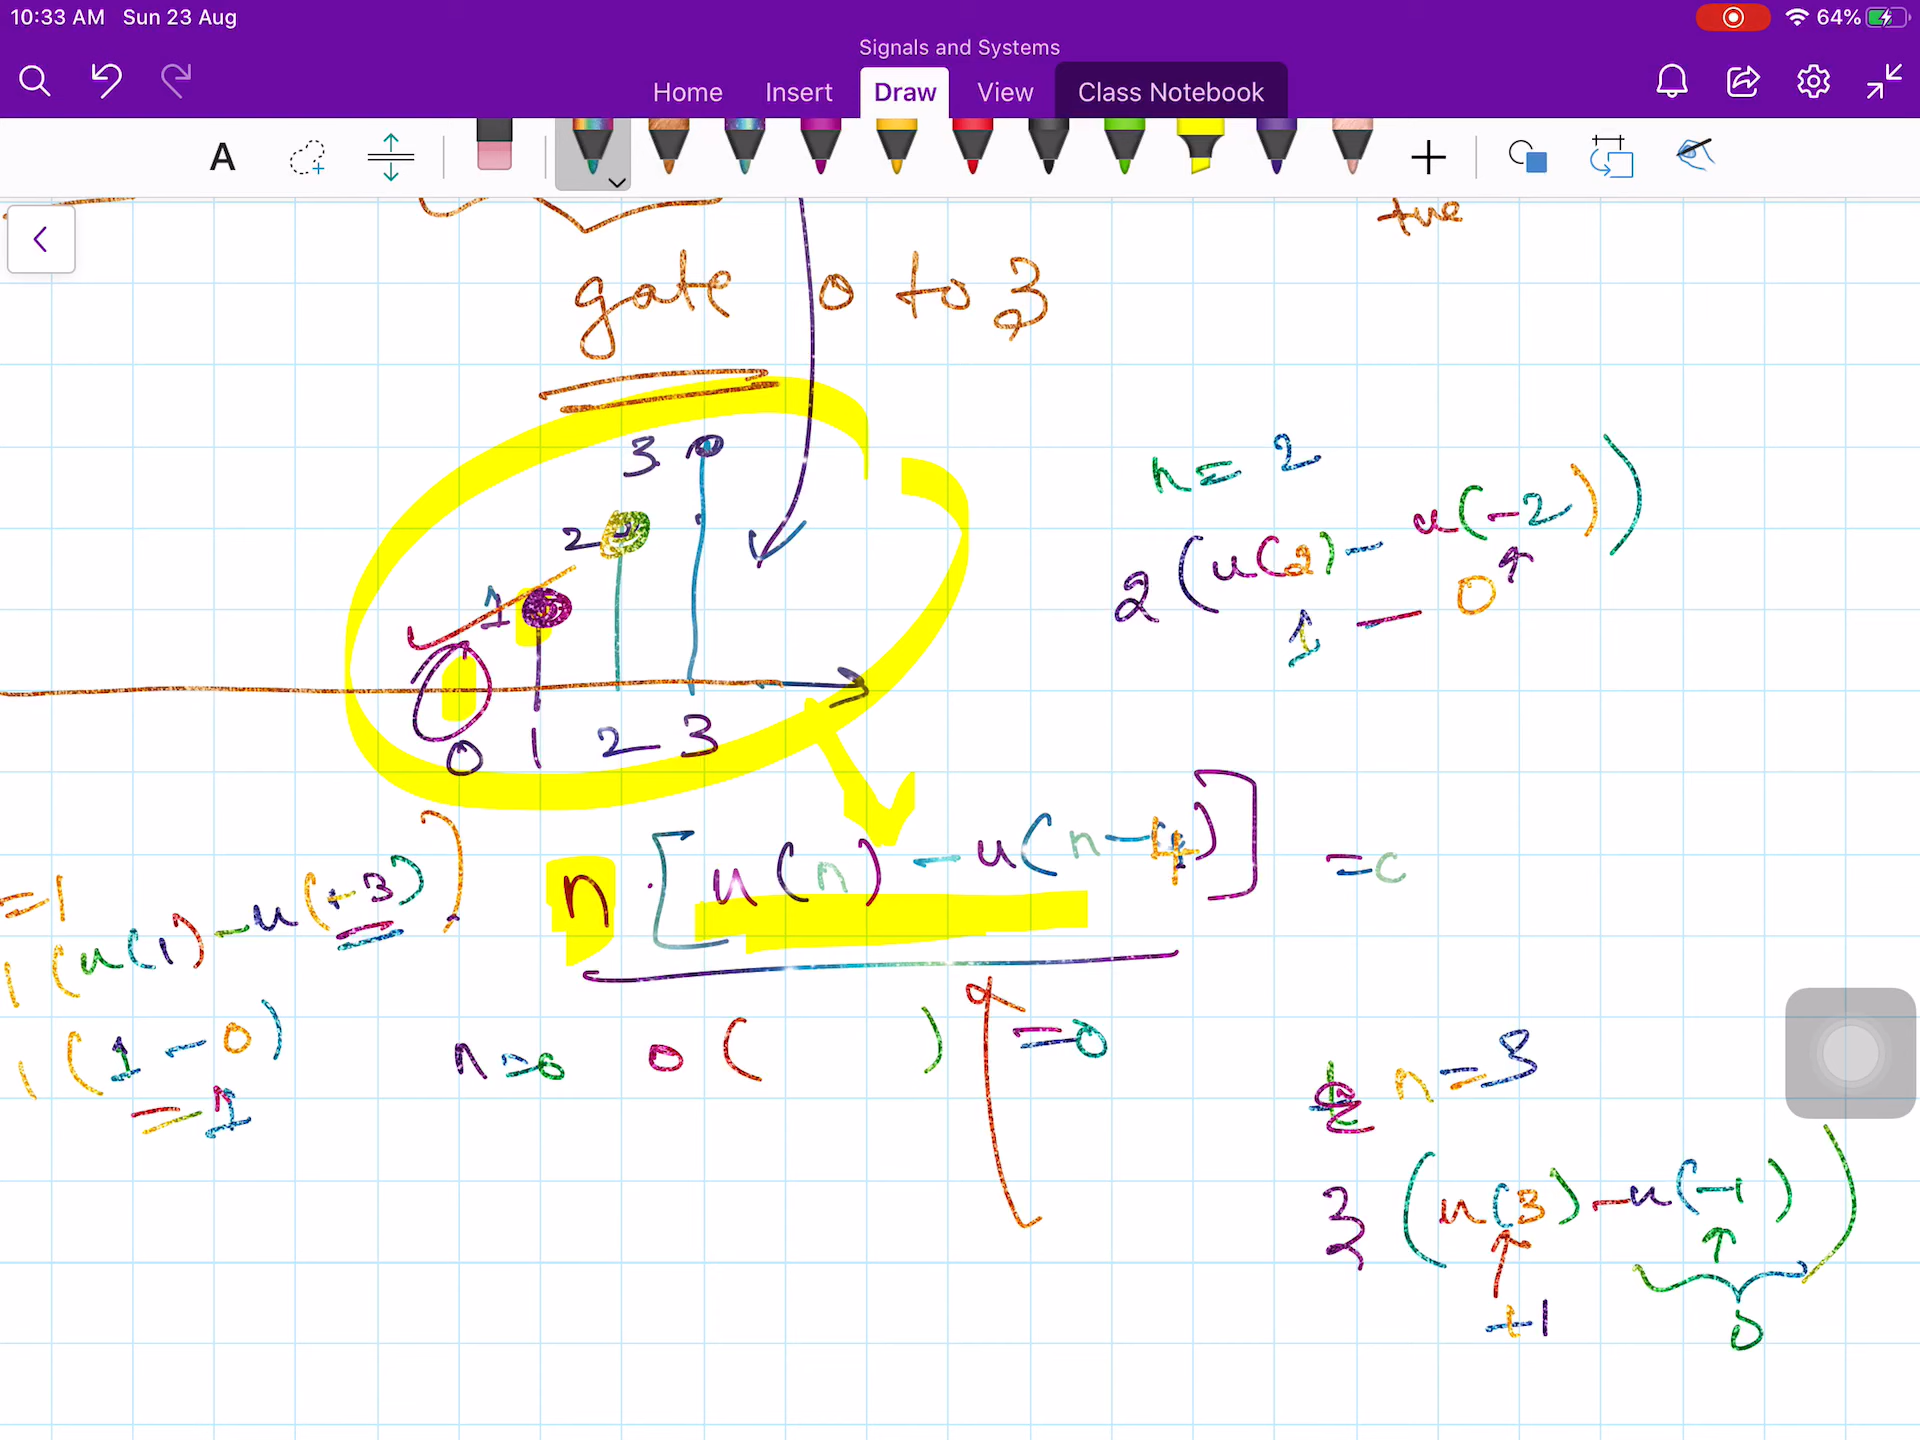 10:33 AM Sun 23 Aug
64%
Signals and Systems
Home Insert Draw View Class Notebook
A
gate 0 to 3
3
2
1
0 1 2 3
n = 2
2 (u(2) - u(-2))
1 - 0
n . [u(n) - u(n-4)] = 
=1
1 (u(1) - u(-3))
1 (1 - 0)
= 1
n=0 0 ( ) =0
n=3
3 (u(3) - u(-1))
+1
0